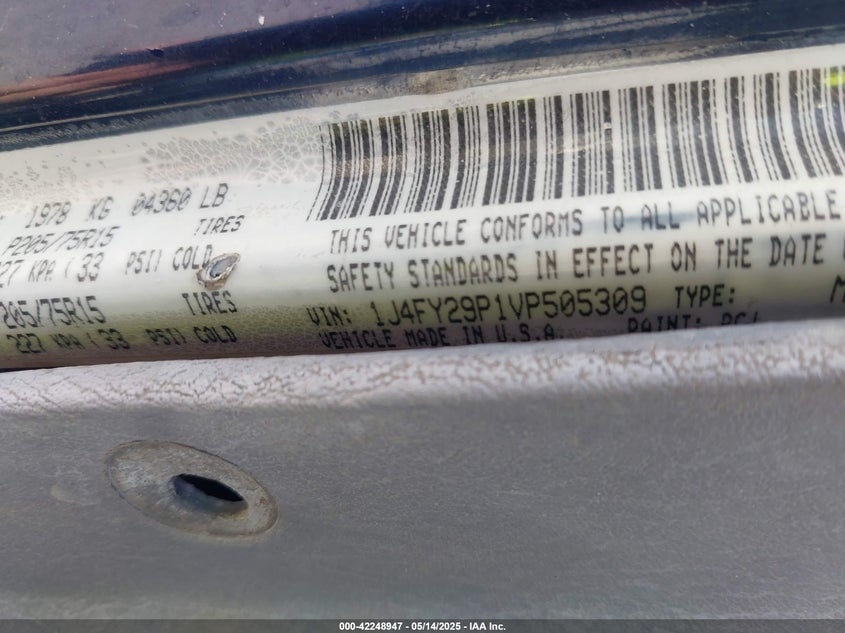 1978 KG 04360 LB
P205/75R15 TIRES
227 KPA ( 33 PSI) COLD
205/75R15 TIRES
227 KPA ( 33 PSI) COLD
THIS VEHICLE CONFORMS TO ALL APPLICABLE
SAFETY STANDARDS IN EFFECT ON THE DATE
VIN: 1J4FY29P1VP505309 TYPE:
VEHICLE MADE IN U.S.A. PAINT:
000-42248947 - 05/14/2025 - IAA Inc.